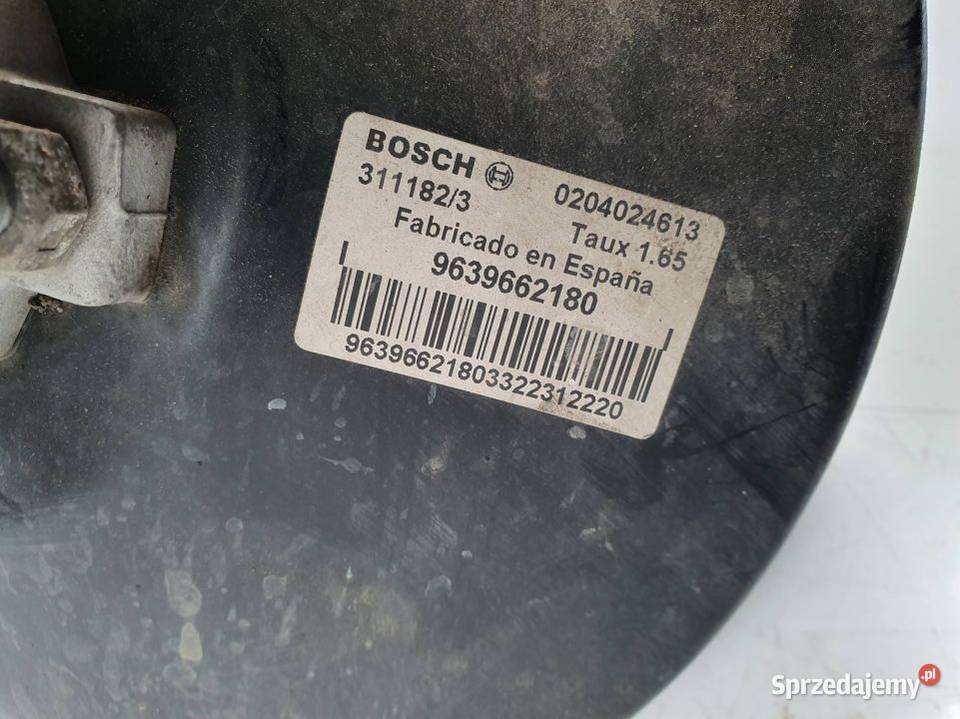 BOSCH
311182/3 0204024613
Taux 1.65
Fabricado en España
9639662180
96396621803322312220
Sprzedajemy.pl